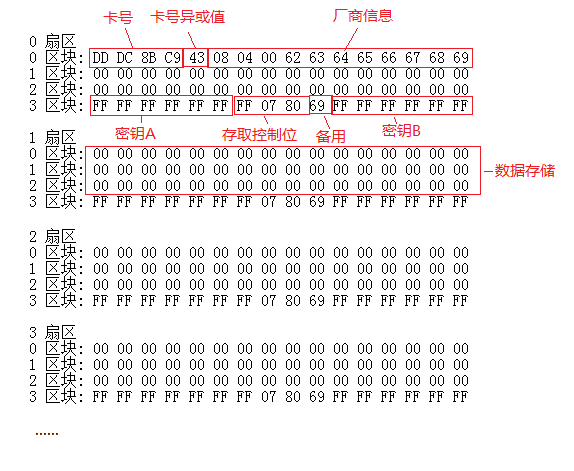 卡号 卡号异或值 厂商信息
0 扇区
0 区块: DD DC 8B C9 43 08 04 00 62 63 64 65 66 67 68 69
1 区块: 00 00 00 00 00 00 00 00 00 00 00 00 00 00 00 00
2 区块: 00 00 00 00 00 00 00 00 00 00 00 00 00 00 00 00
3 区块: FF FF FF FF FF FF FF 07 80 69 FF FF FF FF FF FF
密钥A 存取控制位 备用 密钥B
1 扇区
0 区块: 00 00 00 00 00 00 00 00 00 00 00 00 00 00 00 00
1 区块: 00 00 00 00 00 00 00 00 00 00 00 00 00 00 00 00
数据存储
2 区块: 00 00 00 00 00 00 00 00 00 00 00 00 00 00 00 00
3 区块: FF FF FF FF FF FF FF 07 80 69 FF FF FF FF FF FF
2 扇区
0 区块: 00 00 00 00 00 00 00 00 00 00 00 00 00 00 00 00
1 区块: 00 00 00 00 00 00 00 00 00 00 00 00 00 00 00 00
2 区块: 00 00 00 00 00 00 00 00 00 00 00 00 00 00 00 00
3 区块: FF FF FF FF FF FF FF 07 80 69 FF FF FF FF FF FF
3 扇区
0 区块: 00 00 00 00 00 00 00 00 00 00 00 00 00 00 00 00
1 区块: 00 00 00 00 00 00 00 00 00 00 00 00 00 00 00 00
2 区块: 00 00 00 00 00 00 00 00 00 00 00 00 00 00 00 00
3 区块: FF FF FF FF FF FF FF 07 80 69 FF FF FF FF FF FF
......